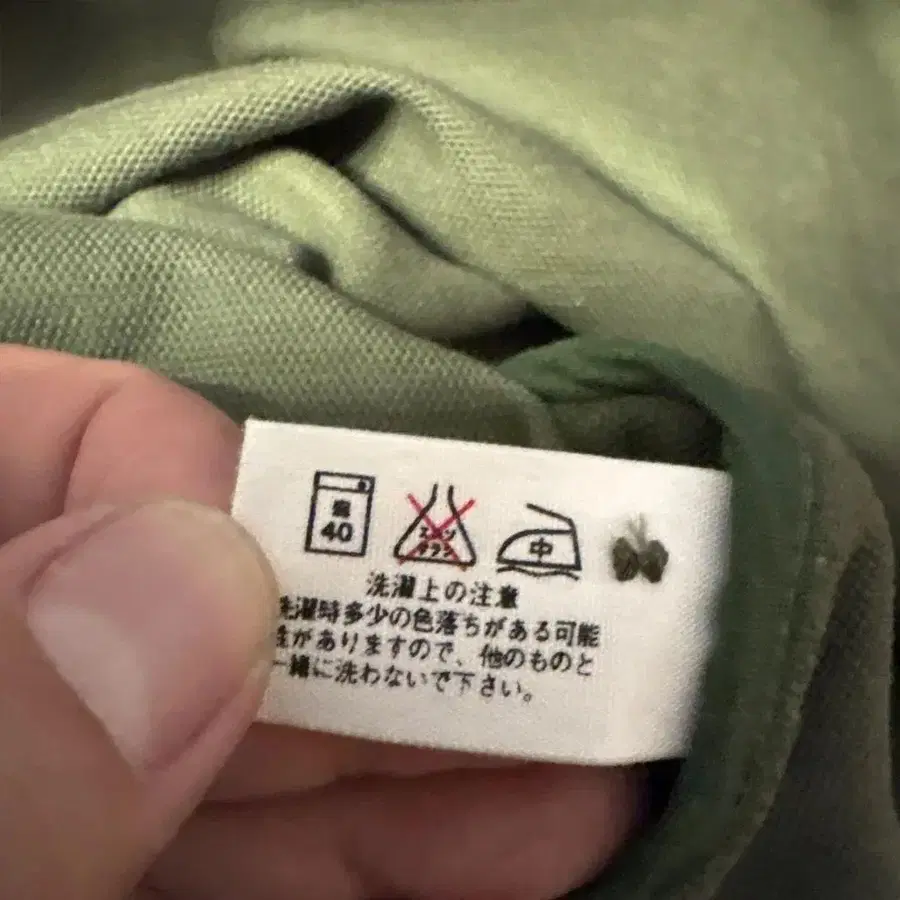 40
エンソ
サラシ
中
洗濯上の注意
洗濯時多少の色落ちがある可能
性がありますので、他のものと
一緒に洗わないで下さい。